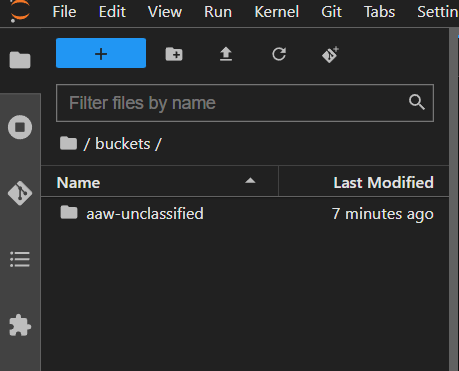 File Edit View Run Kernel Git Tabs Settin
Filter files by name
/ buckets /
Name Last Modified
aaw-unclassified 7 minutes ago